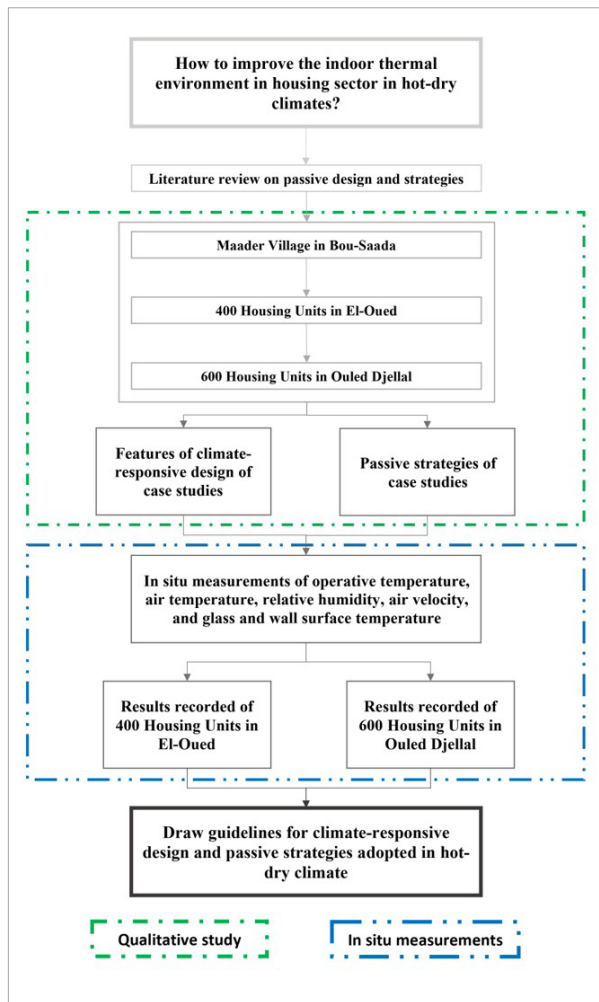 How to improve the indoor thermal
environment in housing sector in hot-dry
climates?
Literature review on passive design and strategies
Maader Village in Bou-Saada
400 Housing Units in El-Oued
600 Housing Units in Ouled Djellal
Features of climate-
responsive design of
case studies
Passive strategies of
case studies
In situ measurements of operative temperature,
air temperature, relative humidity, air velocity,
and glass and wall surface temperature
Results recorded of
400 Housing Units in
El-Oued
Results recorded of
600 Housing Units in
Ouled Djellal
Draw guidelines for climate-responsive
design and passive strategies adopted in hot-
dry climate
Qualitative study
In situ measurements